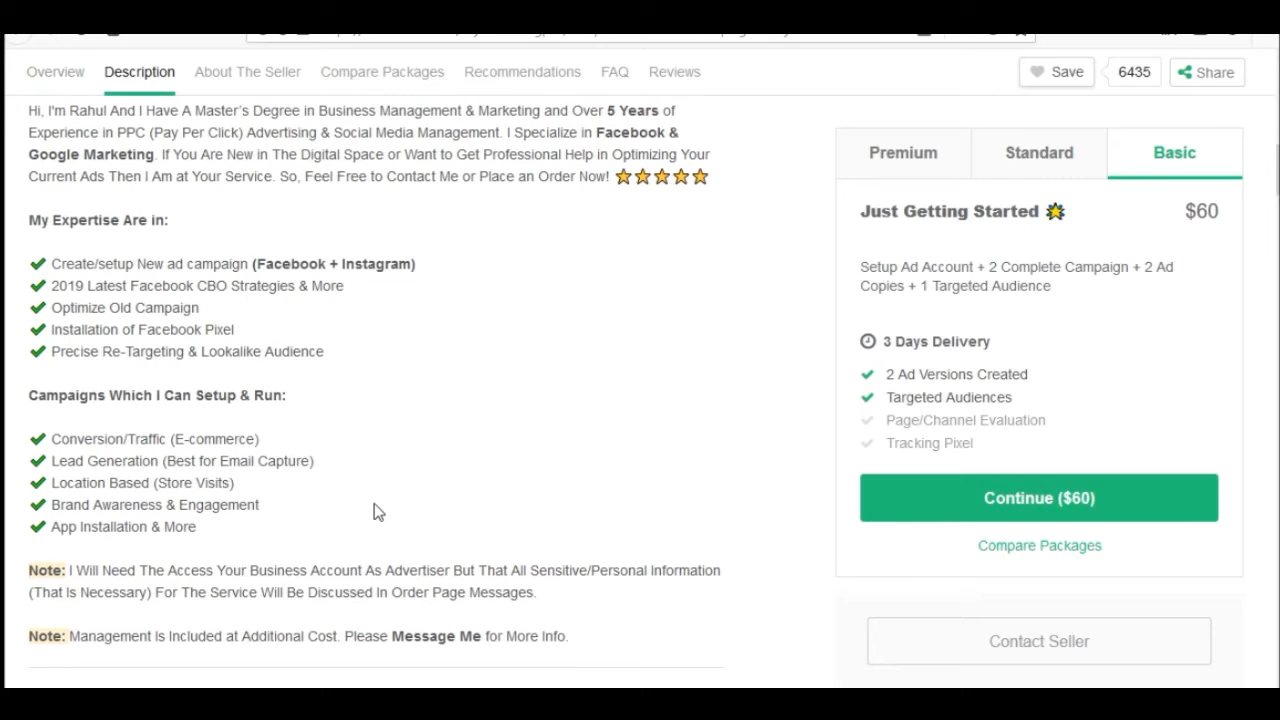 Overview Description About The Seller Compare Packages Recommendations FAQ Reviews Save 6435 Share
Hi, I'm Rahul And I Have A Master's Degree in Business Management & Marketing and Over 5 Years of
Experience in PPC (Pay Per Click) Advertising & Social Media Management. I Specialize in Facebook &
Google Marketing. If You Are New in The Digital Space or Want to Get Professional Help in Optimizing Your
Current Ads Then I Am at Your Service. So, Feel Free to Contact Me or Place an Order Now!
My Expertise Are in:
Create/setup New ad campaign (Facebook + Instagram)
2019 Latest Facebook CBO Strategies & More
Optimize Old Campaign
Installation of Facebook Pixel
Precise Re-Targeting & Lookalike Audience
Campaigns Which I Can Setup & Run:
Conversion/Traffic (E-commerce)
Lead Generation (Best for Email Capture)
Location Based (Store Visits)
Brand Awareness & Engagement
App Installation & More
Note: I Will Need The Access Your Business Account As Advertiser But That All Sensitive/Personal Information
(That Is Necessary) For The Service Will Be Discussed In Order Page Messages.
Note: Management Is Included at Additional Cost. Please Message Me for More Info.
Premium Standard Basic
Just Getting Started $60
Setup Ad Account + 2 Complete Campaign + 2 Ad
Copies + 1 Targeted Audience
3 Days Delivery
2 Ad Versions Created
Targeted Audiences
Page/Channel Evaluation
Tracking Pixel
Continue ($60)
Compare Packages
Contact Seller